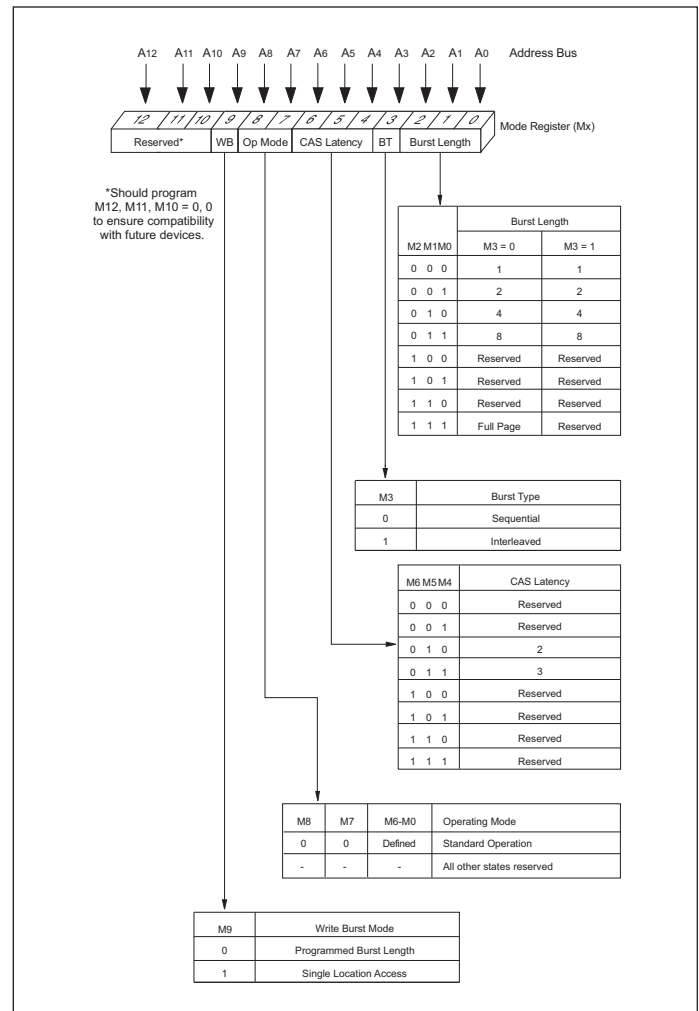 A12 A11 A10 A9 A8 A7 A6 A5 A4 A3 A2 A1 A0 Address Bus
12 11 10 9 8 7 6 5 4 3 2 1 0
Mode Register (Mx)
Reserved* WB Op Mode CAS Latency BT Burst Length
*Should program
M12, M11, M10 = 0, 0
to ensure compatibility
with future devices.
Burst Length
M2 M1M0 M3 = 0 M3 = 1
0 0 0 1 1
0 0 1 2 2
0 1 0 4 4
0 1 1 8 8
1 0 0 Reserved Reserved
1 0 1 Reserved Reserved
1 1 0 Reserved Reserved
1 1 1 Full Page Reserved
M3 Burst Type
0 Sequential
1 Interleaved
M6 M5 M4 CAS Latency
0 0 0 Reserved
0 0 1 Reserved
0 1 0 2
0 1 1 3
1 0 0 Reserved
1 0 1 Reserved
1 1 0 Reserved
1 1 1 Reserved
M8 M7 M6-M0 Operating Mode
0 0 Defined Standard Operation
- - - All other states reserved
M9 Write Burst Mode
0 Programmed Burst Length
1 Single Location Access